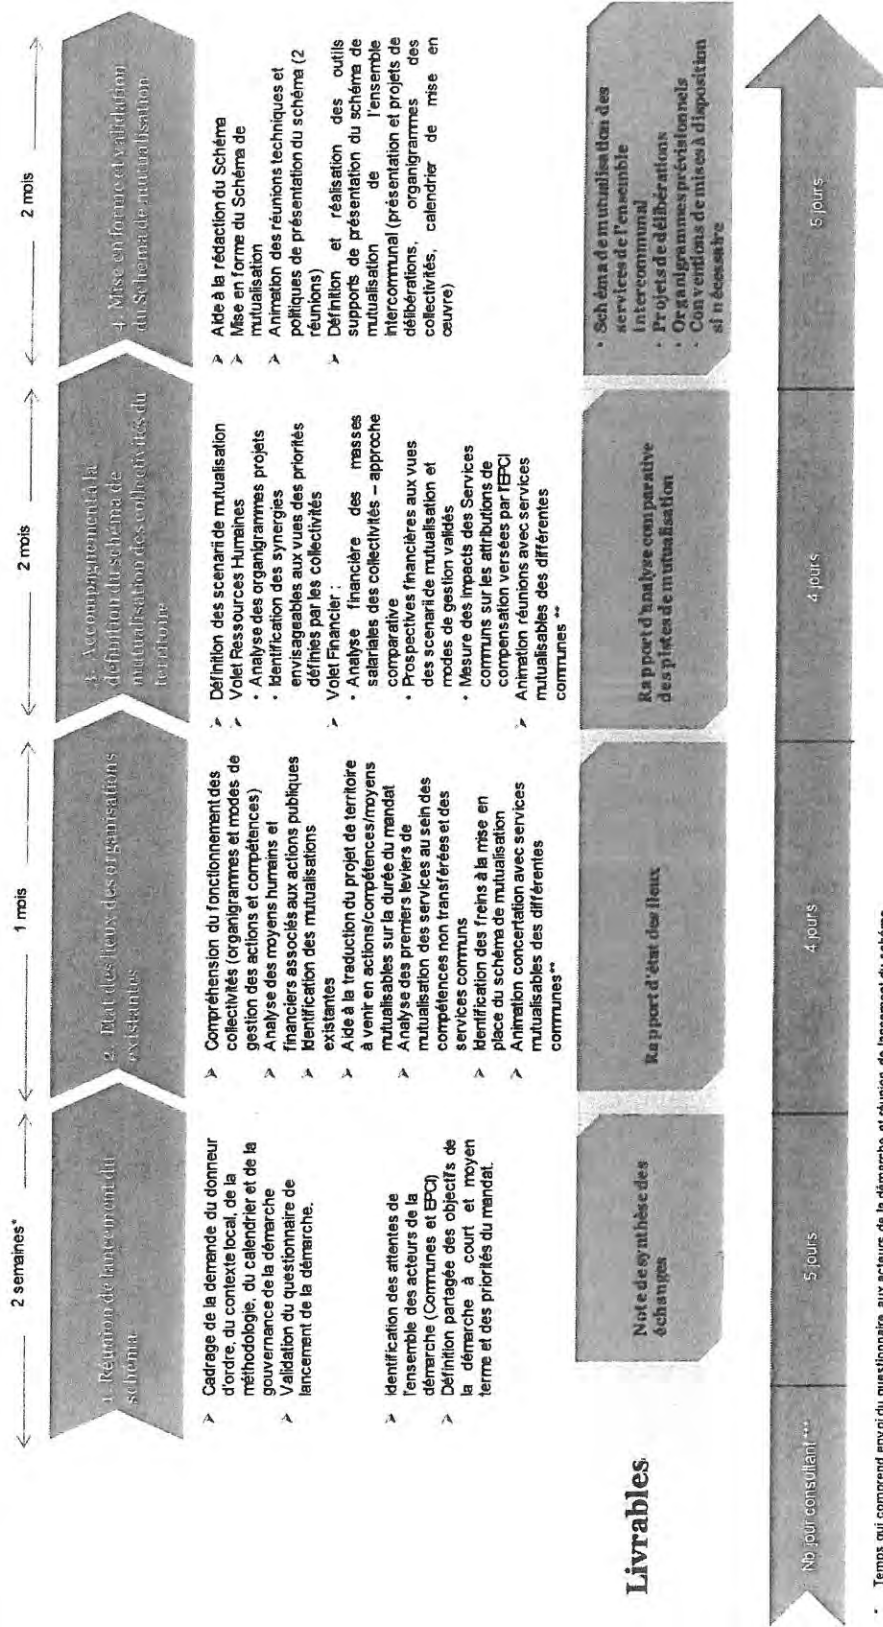 2 semaines*
1 mois
2 mois
2 mois
1. Réunion de lancement du
schéma
2. Etat des lieux des organisations
existantes
3. Accompagnement à la
définition du schéma de
mutualisation des collectivités du
territoire
4. Mise en forme et validation
du Schéma de mutualisation
➢ Cadrage de la demande du donneur
d'ordre, du contexte local, de la
méthodologie, du calendrier et de la
gouvernance de la démarche
➢ Validation du questionnaire de
lancement de la démarche.
➢ Identification des attentes de
l'ensemble des acteurs de la
démarche (Communes et EPCI)
➢ Définition partagée des objectifs de
la démarche à court et moyen
terme et des priorités du mandat.
➢ Compréhension du fonctionnement des
collectivités (organigrammes et modes de
gestion des actions et compétences)
➢ Analyse des moyens humains et
financiers associés aux actions publiques
➢ Identification des mutualisations
existantes
➢ Aide à la traduction du projet de territoire
à venir en actions/compétences/moyens
mutualisables sur la durée du mandat
➢ Analyse des premiers leviers de
mutualisation des services au sein des
compétences non transférées et des
services communs
➢ Identification des freins à la mise en
place du schéma de mutualisation
➢ Animation concertation avec services
mutualisables des différentes
communes**
➢ Définition des scenarii de mutualisation
➢ Volet Ressources Humaines
• Analyse des organigrammes projets
• Identification des synergies
envisageables aux vues des priorités
définies par les collectivités
➢ Volet Financier :
• Analyse financière des masses
salariales des collectivités – approche
comparative
• Prospectives financières aux vues
des scenarii de mutualisation et
modes de gestion validés
• Mesure des impacts des Services
communs sur les attributions de
compensation versées par l'EPCI
➢ Animation réunions avec services
mutualisables des différentes
communes **
➢ Aide à la rédaction du Schéma
➢ Mise en forme du Schéma de
mutualisation
➢ Animation des réunions techniques et
politiques de présentation du schéma (2
réunions)
➢ Définition et réalisation des outils
supports de présentation du schéma de
mutualisation de l'ensemble
intercommunal (présentation et projets de
délibérations, organigrammes des
collectivités, calendrier de mise en
œuvre)
Livrables
Note de synthèse des
échanges
Rapport d'état des lieux
Rapport d'analyse comparative
des pistes de mutualisation
• Schéma de mutualisation des
services de l'ensemble
intercommunal
• Projets de délibérations
• Organigrammes prévisionnels
• Conventions de mises à disposition
si nécessaire
Nb jour consultant ***
5 jours
4 jours
4 jours
5 jours
* Temps qui comprend envoi du questionnaire aux acteurs de la démarche et réunion de lancement du schéma